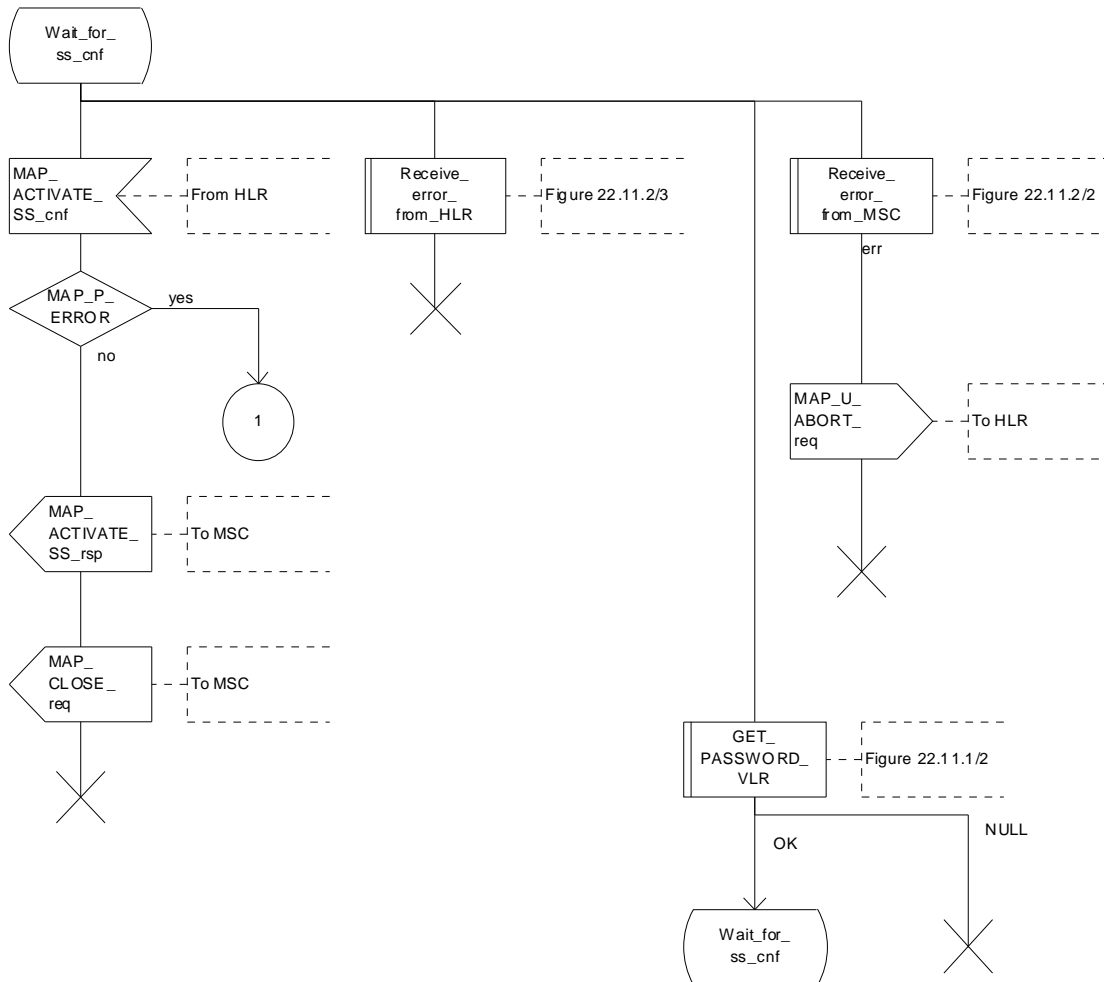 Wait_for_
ss_cnf
MAP_
ACTIVATE_
SS_cnf
From HLR
Receive_
error_
from_HLR
Figure 22.11.2/3
Receive_
error_
from_MSC
Figure 22.11.2/2
err
MAP_P_
ERROR
yes
no
1
MAP_U_
ABORT_
req
To HLR
MAP_
ACTIVATE_
SS_rsp
To MSC
MAP_
CLOSE_
req
To MSC
GET_
PASSWORD_
VLR
Figure 22.11.1/2
OK
NULL
Wait_for_
ss_cnf